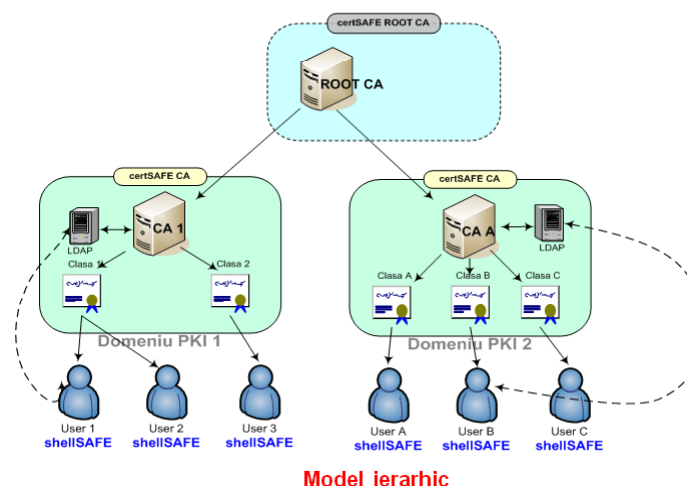 certSAFE ROOT CA
ROOT CA
certSAFE CA
CA 1
LDAP
Clasa 1
Clasa 2
Domeniu PKI 1
User 1
shellSAFE
User 2
shellSAFE
User 3
shellSAFE
certSAFE CA
CA A
LDAP
Clasa A
Clasa B
Clasa C
Domeniu PKI 2
User A
shellSAFE
User B
shellSAFE
User C
shellSAFE
Model ierarhic